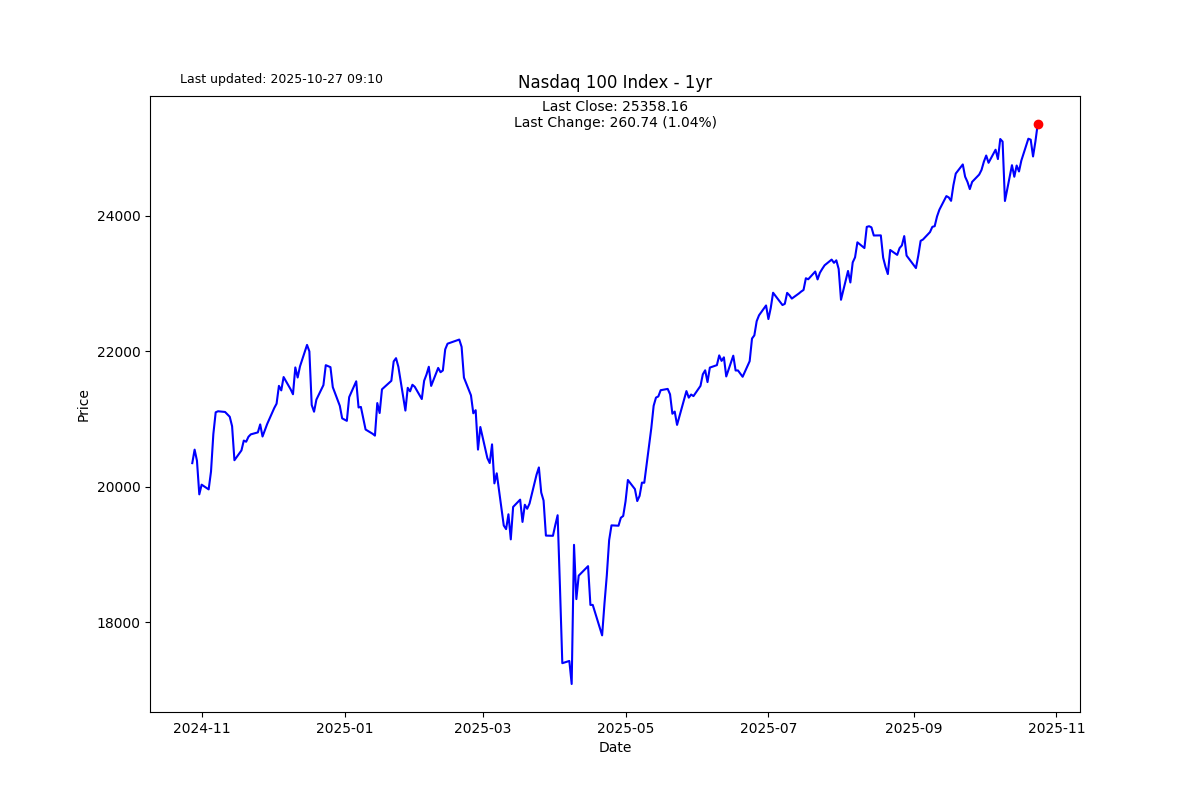 Last updated: 2025-10-27 09:10
Nasdaq 100 Index - 1yr
Last Close: 25358.16
Last Change: 260.74 (1.04%)
24000
22000
20000
18000
Price
2024-11 2025-01 2025-03 2025-05 2025-07 2025-09 2025-11
Date